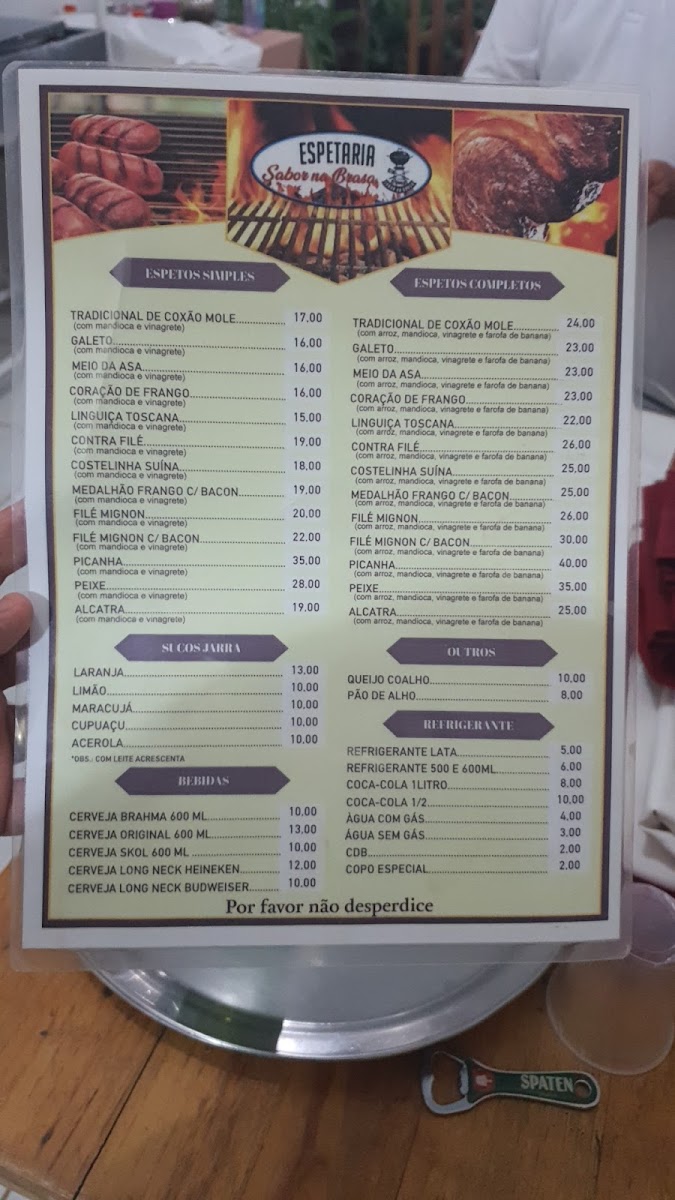 ESPETARIA
Sabor na Brasa
ESPETOS SIMPLES
TRADICIONAL DE COXÃO MOLE 17,00
(com mandioca e vinagrete)
GALETO 16,00
(com mandioca e vinagrete)
MEIO DA ASA 16,00
(com mandioca e vinagrete)
CORAÇÃO DE FRANGO 16,00
(com mandioca e vinagrete)
LINGUIÇA TOSCANA 15,00
(com mandioca e vinagrete)
CONTRA FILÉ 19,00
(com mandioca e vinagrete)
COSTELINHA SUÍNA 18,00
(com mandioca e vinagrete)
MEDALHÃO FRANGO C/ BACON 19,00
(com mandioca e vinagrete)
FILÉ MIGNON 20,00
(com mandioca e vinagrete)
FILÉ MIGNON C/ BACON 22,00
(com mandioca e vinagrete)
PICANHA 35,00
(com mandioca e vinagrete)
PEIXE 28,00
(com mandioca e vinagrete)
ALCATRA 19,00
(com mandioca e vinagrete)
SUCOS JARRA
LARANJA 13,00
LIMÃO 10,00
MARACUJÁ 10,00
CUPUAÇU 10,00
ACEROLA 10,00
*OBS.: COM LEITE ACRESCENTA
BEBIDAS
CERVEJA BRAHMA 600 ML 10,00
CERVEJA ORIGINAL 600 ML 13,00
CERVEJA SKOL 600 ML 10,00
CERVEJA LONG NECK HEINEKEN 12,00
CERVEJA LONG NECK BUDWEISER 10,00
ESPETOS COMPLETOS
TRADICIONAL DE COXÃO MOLE 24,00
(com arroz, mandioca, vinagrete e farofa de banana)
GALETO 23,00
(com arroz, mandioca, vinagrete e farofa de banana)
MEIO DA ASA 23,00
(com arroz, mandioca, vinagrete e farofa de banana)
CORAÇÃO DE FRANGO 23,00
(com arroz, mandioca, vinagrete e farofa de banana)
LINGUIÇA TOSCANA 22,00
(com arroz, mandioca, vinagrete e farofa de banana)
CONTRA FILÉ 26,00
(com arroz, mandioca, vinagrete e farofa de banana)
COSTELINHA SUÍNA 25,00
(com arroz, mandioca, vinagrete e farofa de banana)
MEDALHÃO FRANGO C/ BACON 25,00
(com arroz, mandioca, vinagrete e farofa de banana)
FILÉ MIGNON 26,00
(com arroz, mandioca, vinagrete e farofa de banana)
FILÉ MIGNON C/ BACON 30,00
(com arroz, mandioca, vinagrete e farofa de banana)
PICANHA 40,00
(com arroz, mandioca, vinagrete e farofa de banana)
PEIXE 35,00
(com arroz, mandioca, vinagrete e farofa de banana)
ALCATRA 25,00
(com arroz, mandioca, vinagrete e farofa de banana)
OUTROS
QUEIJO COALHO 10,00
PÃO DE ALHO 8,00
REFRIGERANTE
REFRIGERANTE LATA 5,00
REFRIGERANTE 500 E 600ML 6,00
COCA-COLA 1LITRO 8,00
COCA-COLA 1/2 10,00
ÁGUA COM GÁS 4,00
ÁGUA SEM GÁS 3,00
CDB 2,00
COPO ESPECIAL 2,00
Por favor não desperdice
SPATEN